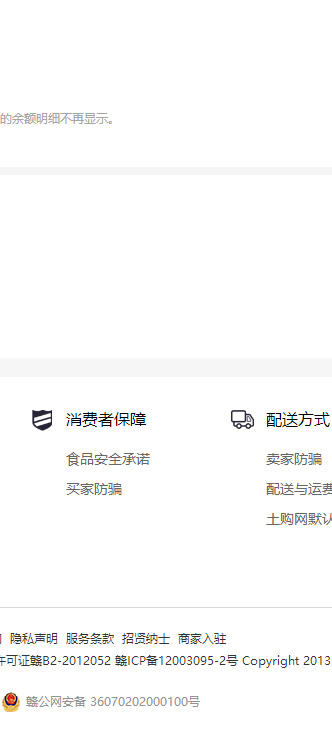 的余额明细不再显示。
消费者保障
食品安全承诺
买家防骗
配送方式
卖家防骗
配送与运费
土购网默认
隐私声明 服务条款 招贤纳士 商家入驻
许可证赣B2-2012052 赣ICP备12003095-2号 Copyright 2013
赣公网安备 36070202000100号